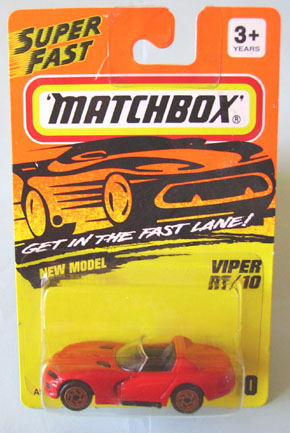 SUPER
FAST
3+
YEARS
'MATCHBOX'®
GET IN THE FAST LANE!
NEW MODEL
VIPER
RT/10